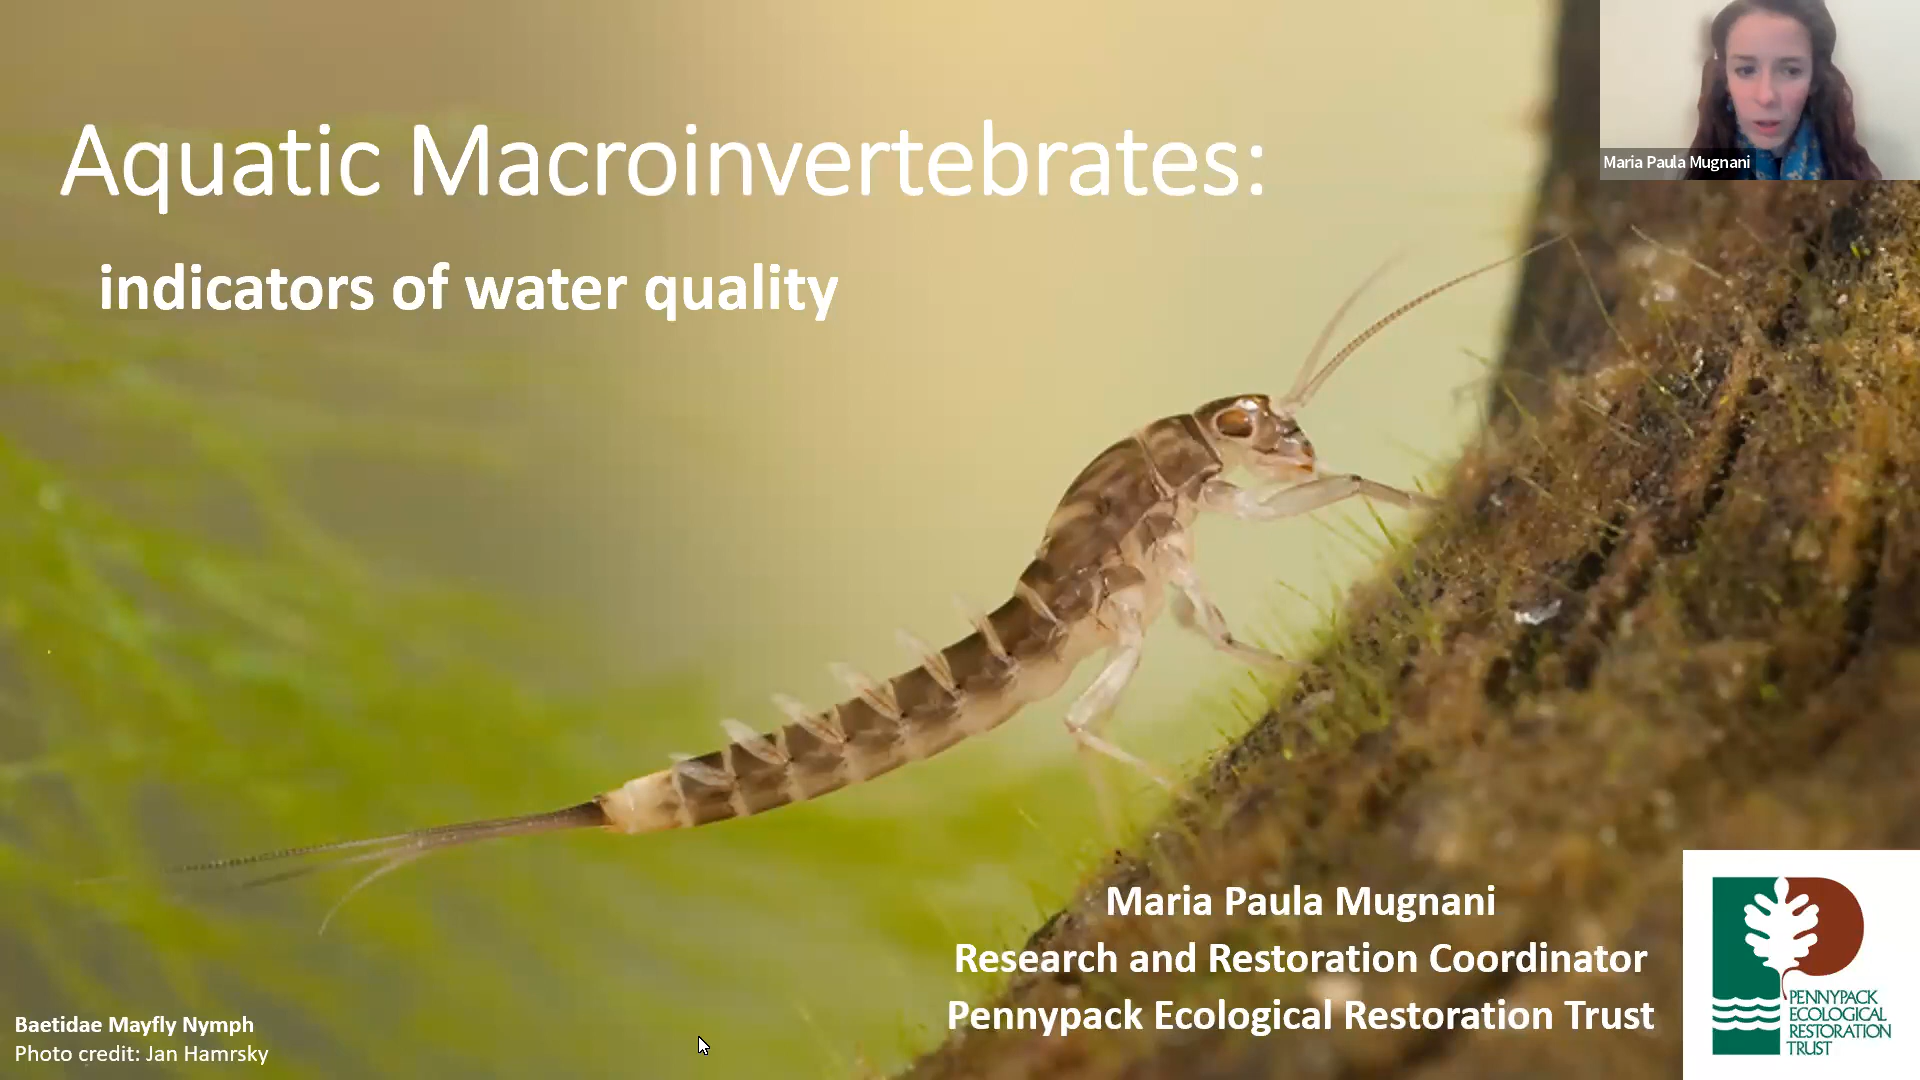 Aquatic Macroinvertebrates:
indicators of water quality
Maria Paula Mugnani
Maria Paula Mugnani
Research and Restoration Coordinator
Pennypack Ecological Restoration Trust
Baetidae Mayfly Nymph
Photo credit: Jan Hamrsky
PENNYPACK
ECOLOGICAL
RESTORATION
TRUST